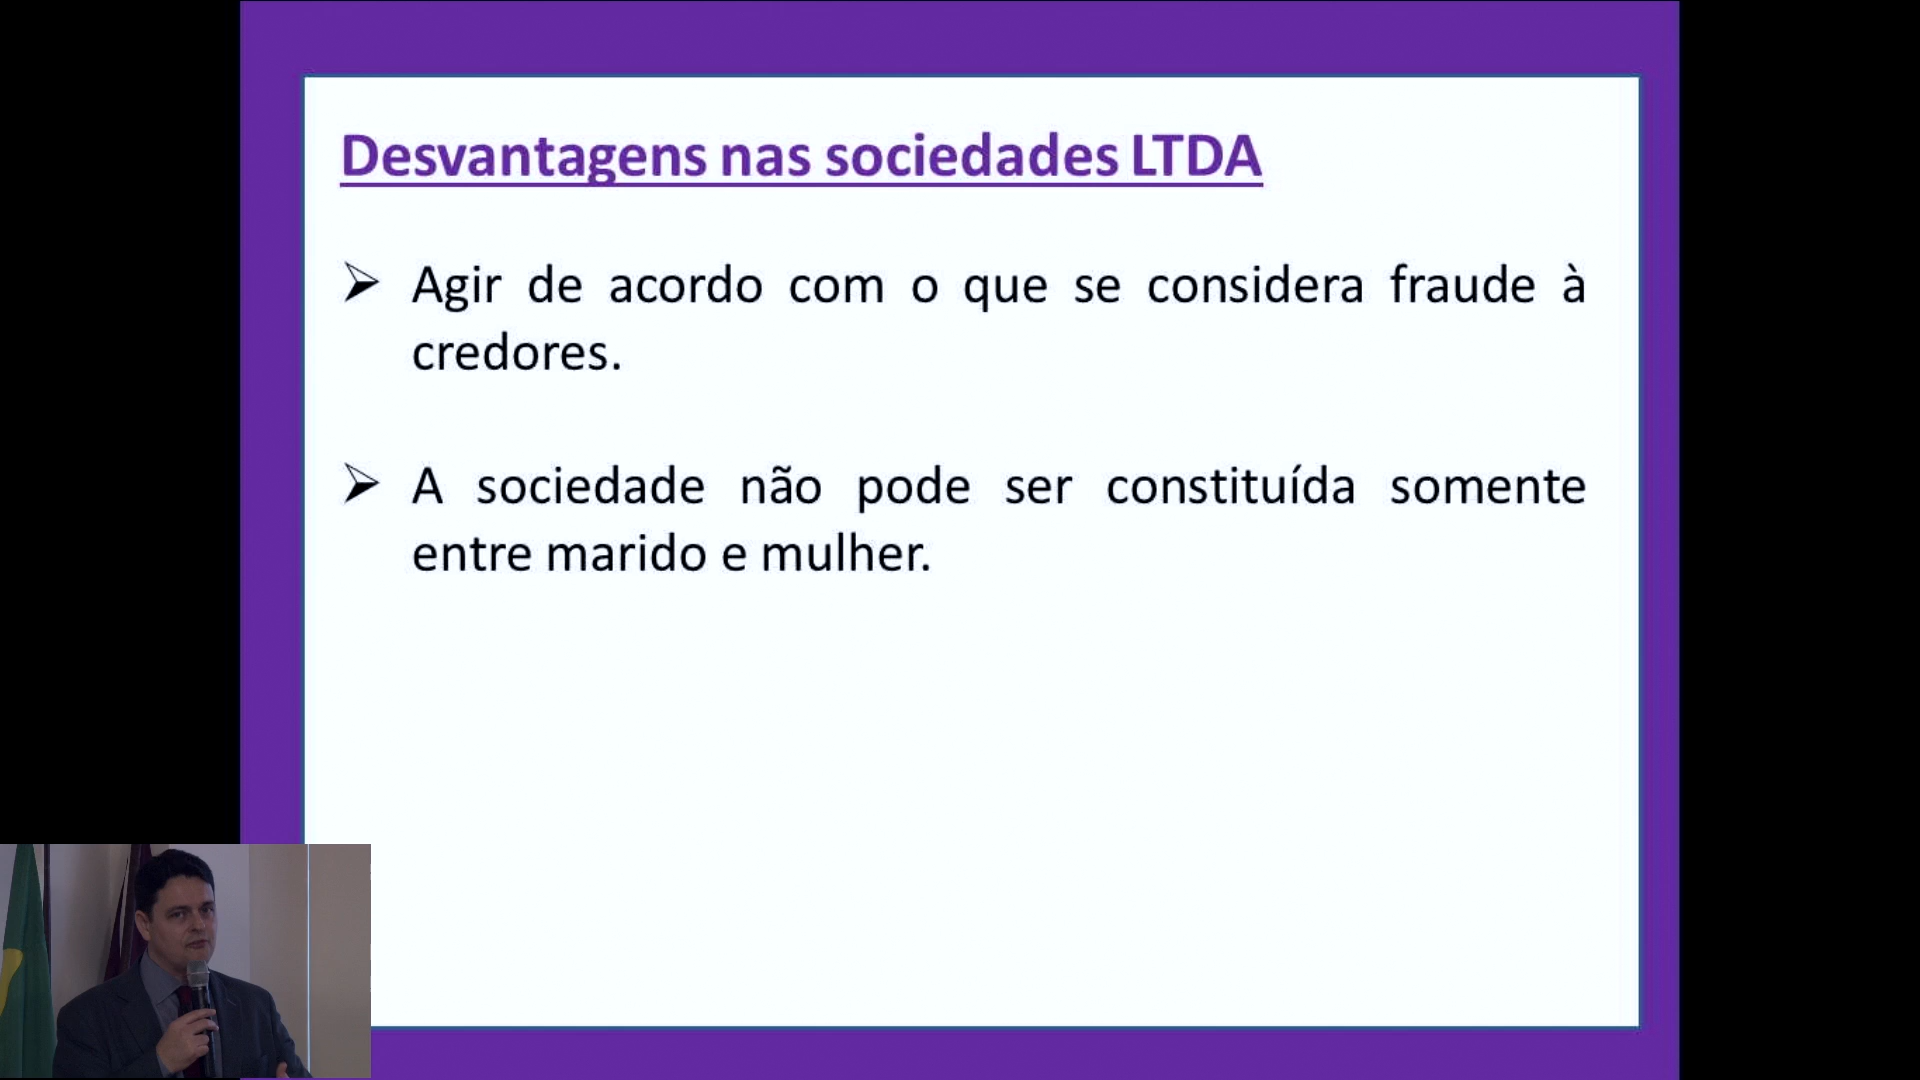 Desvantagens nas sociedades LTDA
Agir de acordo com o que se considera fraude à
credores.
A sociedade não pode ser constituída somente
entre marido e mulher.